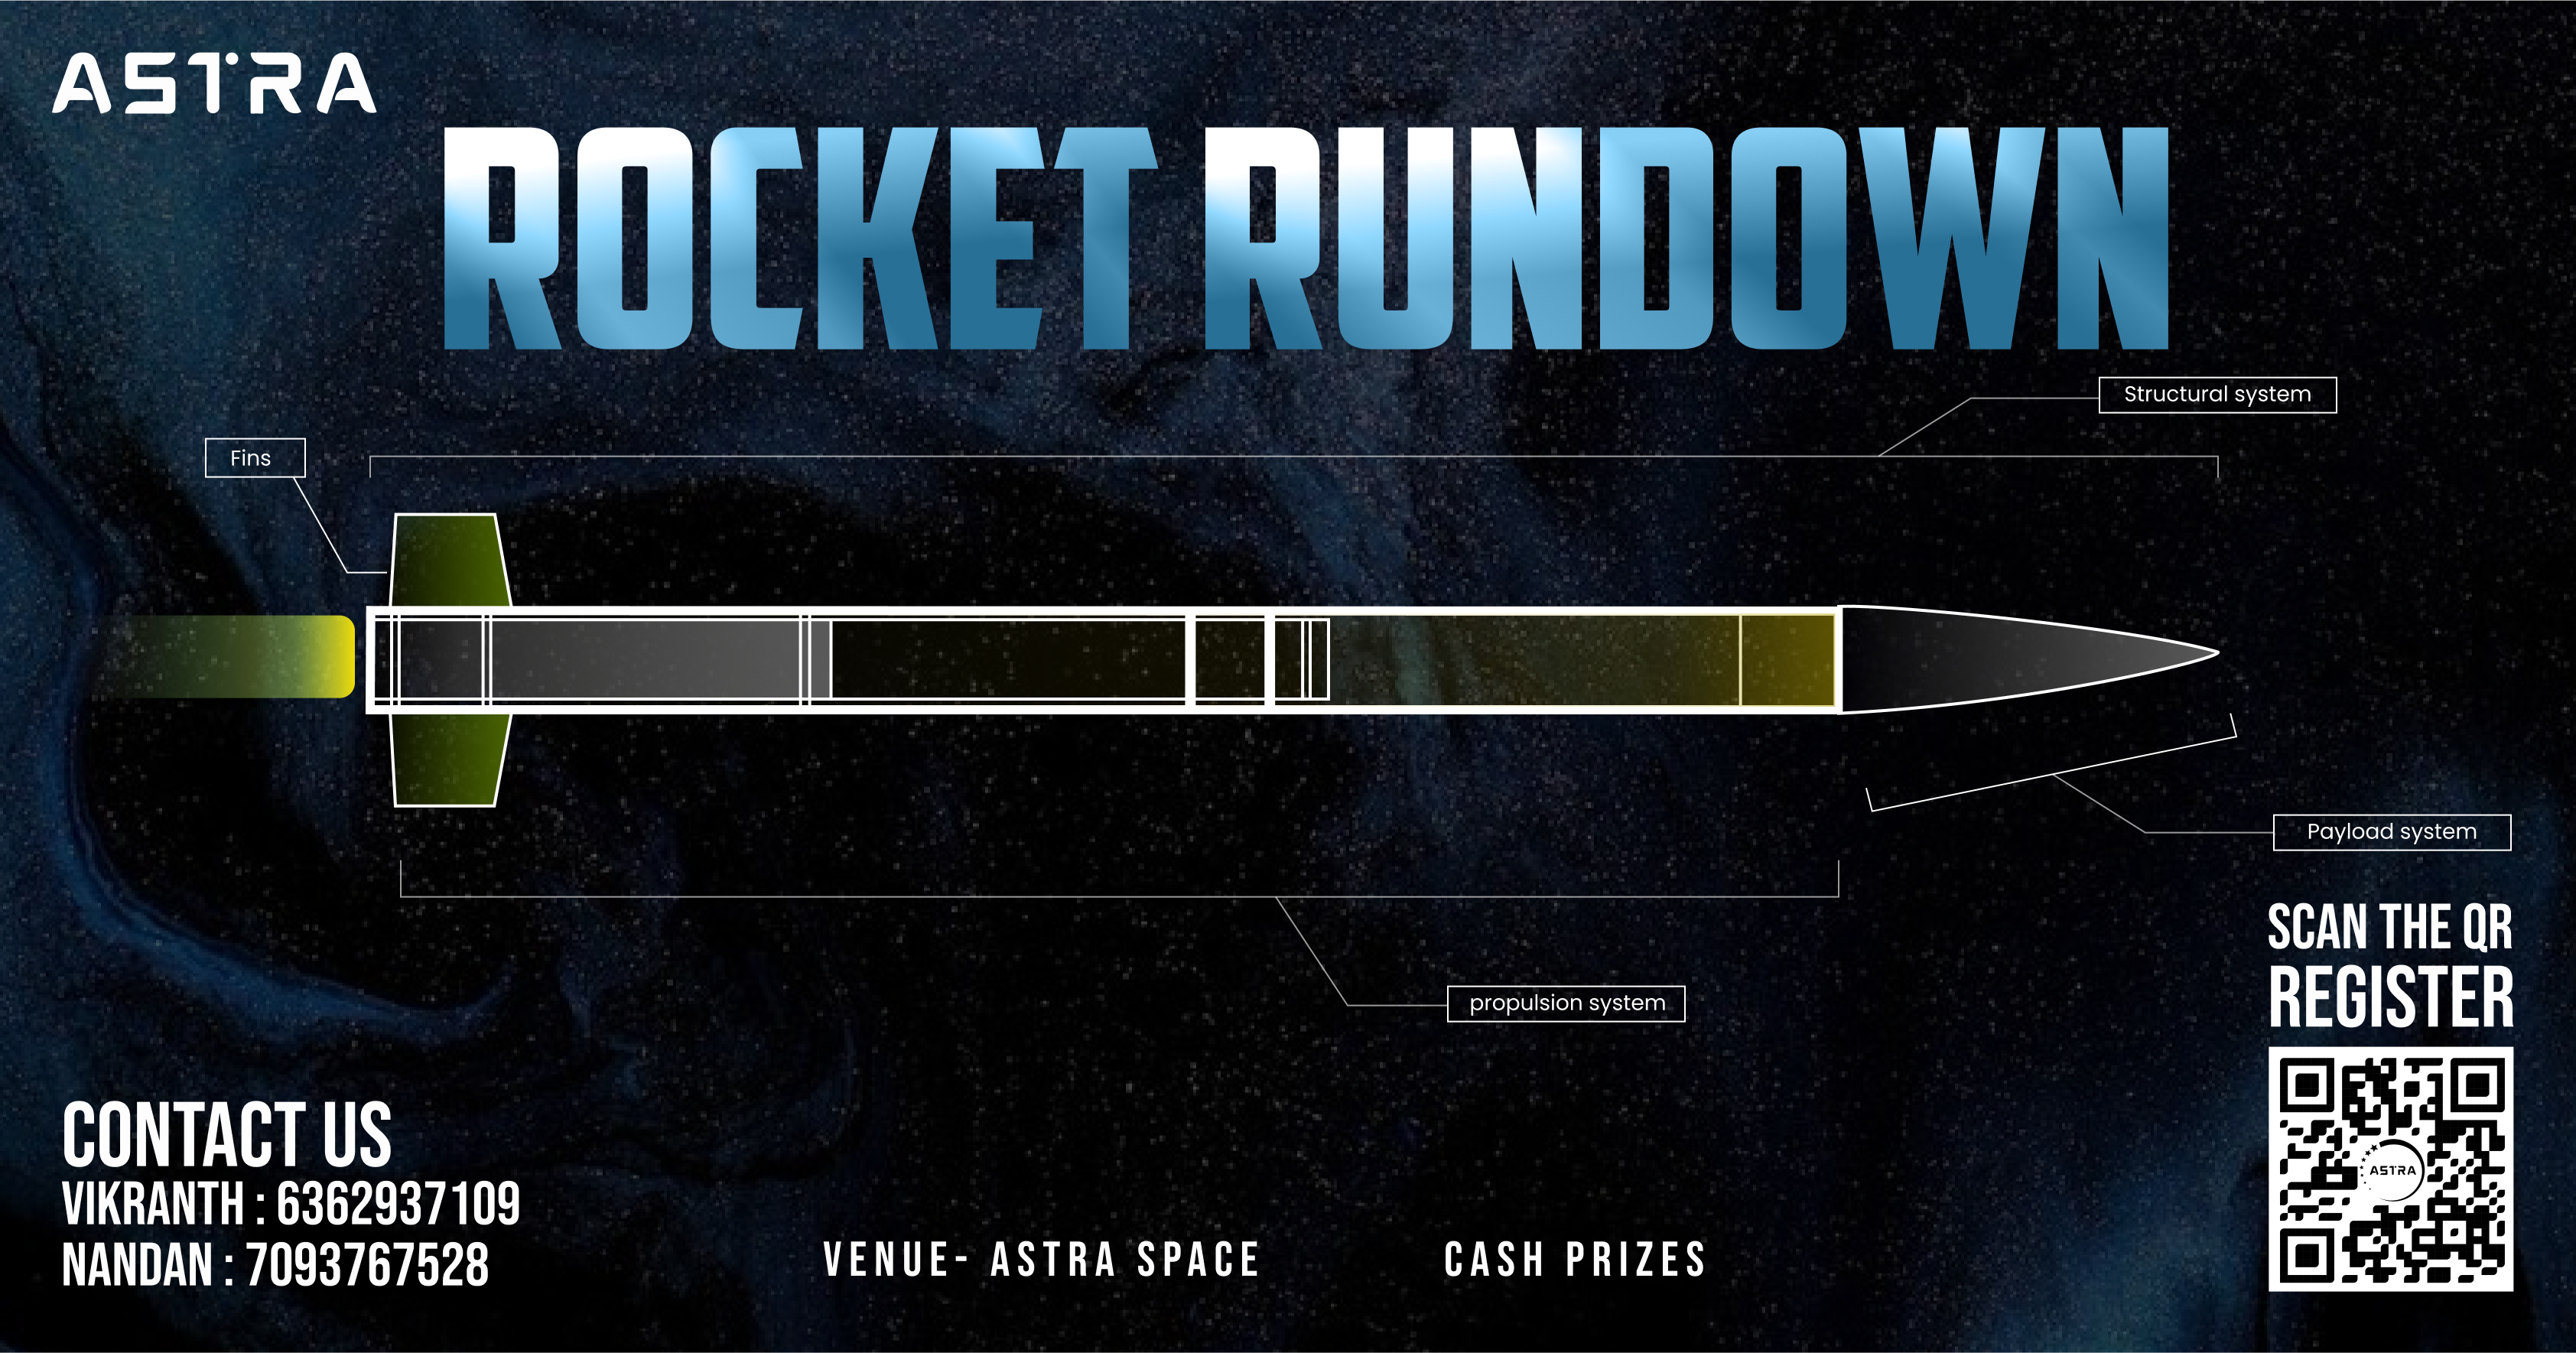 ASTRA
ROCKET RUNDOWN
Structural system
Fins
Payload system
propulsion system
SCAN THE QR
REGISTER
ASTRA
CONTACT US
VIKRANTH : 6362937109
NANDAN : 7093767528
VENUE- ASTRA SPACE
CASH PRIZES